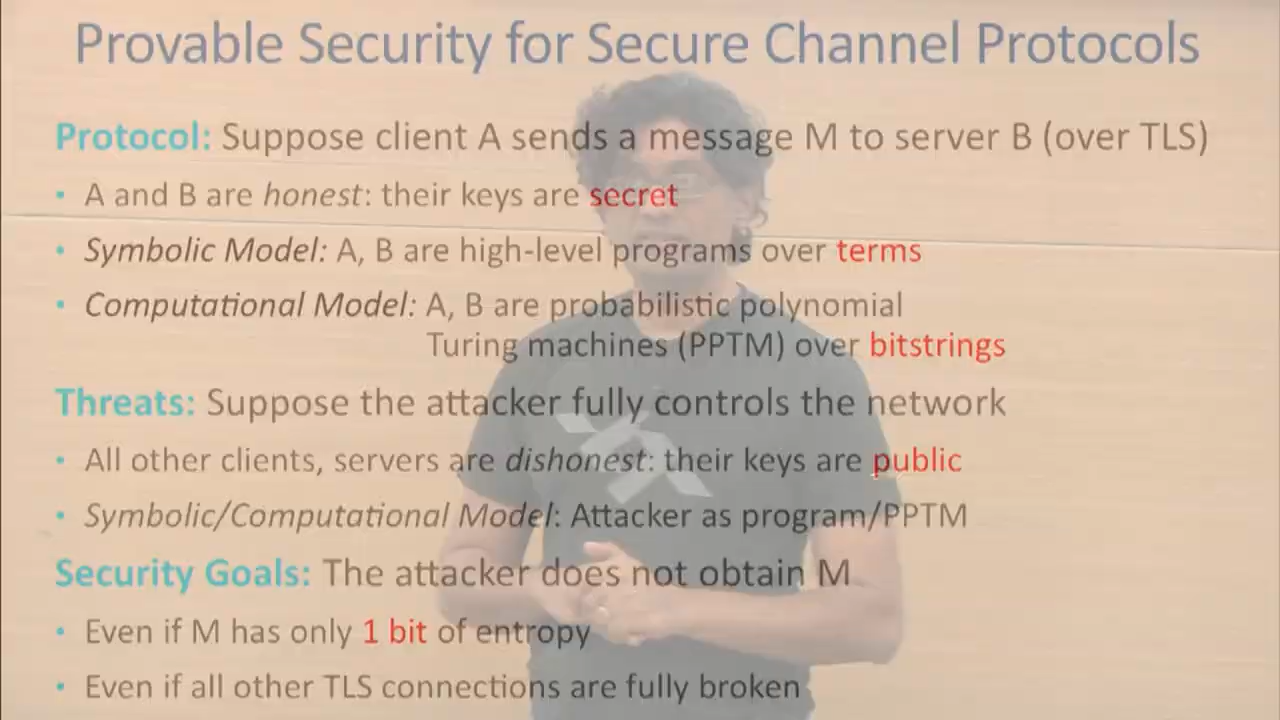 Provable Security for Secure Channel Protocols
Protocol: Suppose client A sends a message M to server B (over TLS)
• A and B are honest: their keys are secret
• Symbolic Model: A, B are high-level programs over terms
• Computational Model: A, B are probabilistic polynomial
Turing machines (PPTM) over bitstrings
Threats: Suppose the attacker fully controls the network
• All other clients, servers are dishonest: their keys are public
• Symbolic/Computational Model: Attacker as program/PPTM
Security Goals: The attacker does not obtain M
• Even if M has only 1 bit of entropy
• Even if all other TLS connections are fully broken